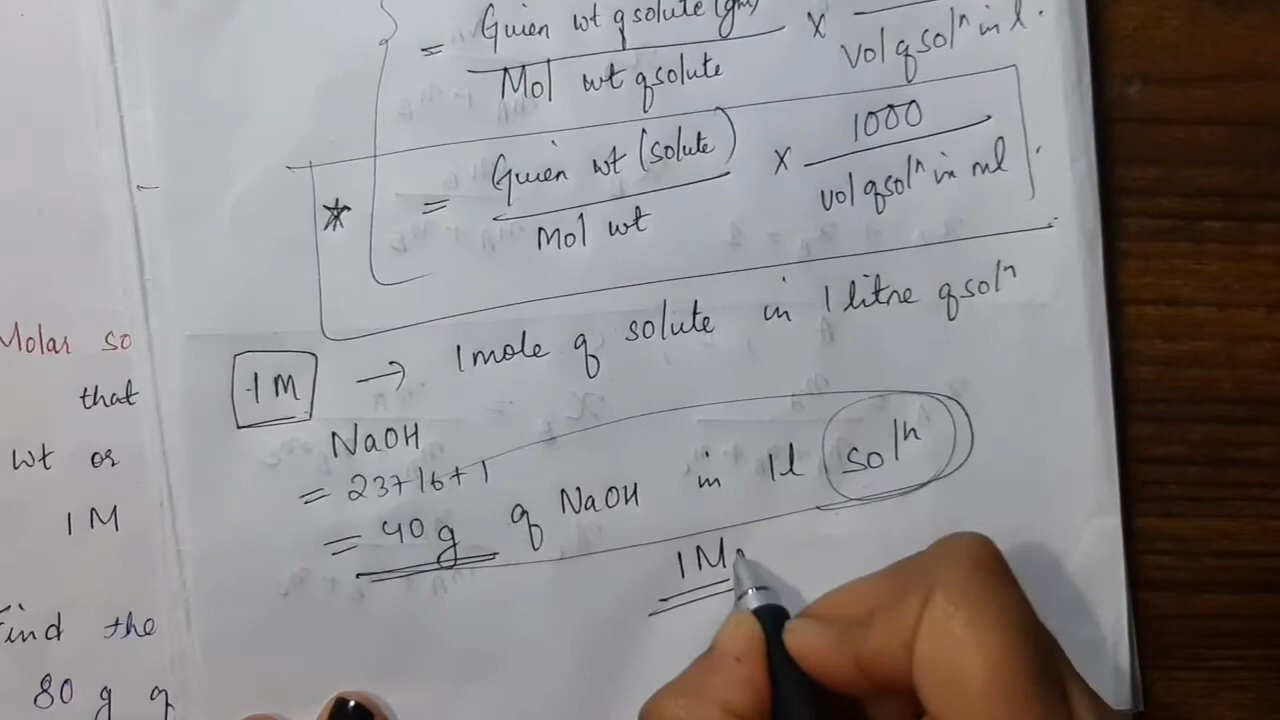 = Given wt of solute (gm) ×
Mol wt of solute vol of solⁿ in l.
* = Given wt (solute) × 1000
Mol wt vol of solⁿ in ml.
1M → 1 mole of solute in 1 litre of solⁿ
NaOH
= 23+16+1
= 40g of NaOH in 1l solⁿ
1M
Molar so
that
wt or
1M
Find the
80 g of